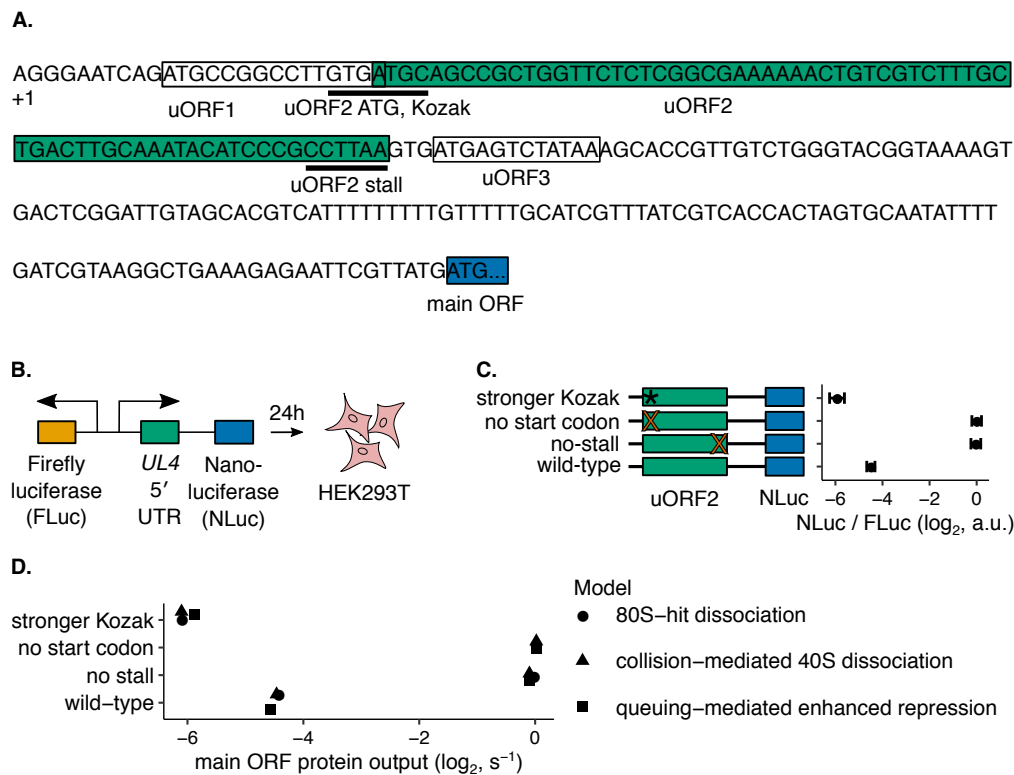 A.
AGGGAATCAGATGCCGGCCTTGTGATGCAGCCGCTGGTTCTCTCGGCGAAAAAACTGTCGTCTTTGC
+1
uORF1
uORF2 ATG, Kozak
uORF2
TGACTTGCAAATACATCCCGCCTTAAGTGATGAGTCTATAAAGCACCGTTGTCTGGGTACGGTAAAAGT
uORF2 stall
uORF3
GACTCGGATTGTAGCACGTCATTTTTTTTTGTTTTTGCATCGTTTATCGTCACCACTAGTGCAATATTTT
GATCGTAAGGCTGAAAGAGAATTCGTTATGATG...
main ORF
B.
24h
Firefly
luciferase
(FLuc)
UL4
5′
UTR
Nano-
luciferase
(NLuc)
HEK293T
C.
stronger Kozak
no start codon
no-stall
wild-type
uORF2
NLuc
−6 −4 −2 0
NLuc / FLuc (log2, a.u.)
D.
stronger Kozak
no start codon
no stall
wild−type
−6 −4 −2 0
main ORF protein output (log2, s−1)
Model
80S−hit dissociation
collision−mediated 40S dissociation
queuing−mediated enhanced repression